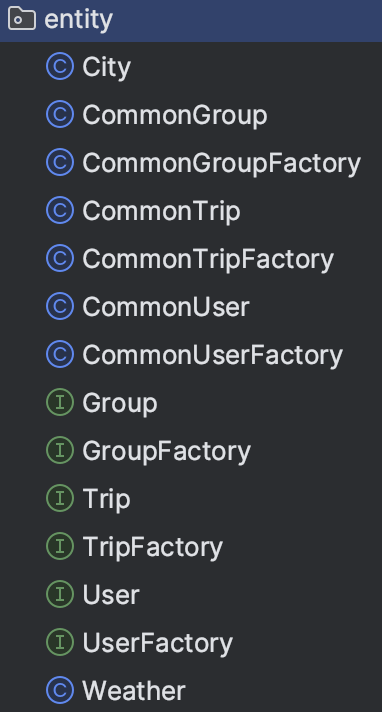 entity
C City
C CommonGroup
C CommonGroupFactory
C CommonTrip
C CommonTripFactory
C CommonUser
C CommonUserFactory
I Group
I GroupFactory
I Trip
I TripFactory
I User
I UserFactory
C Weather